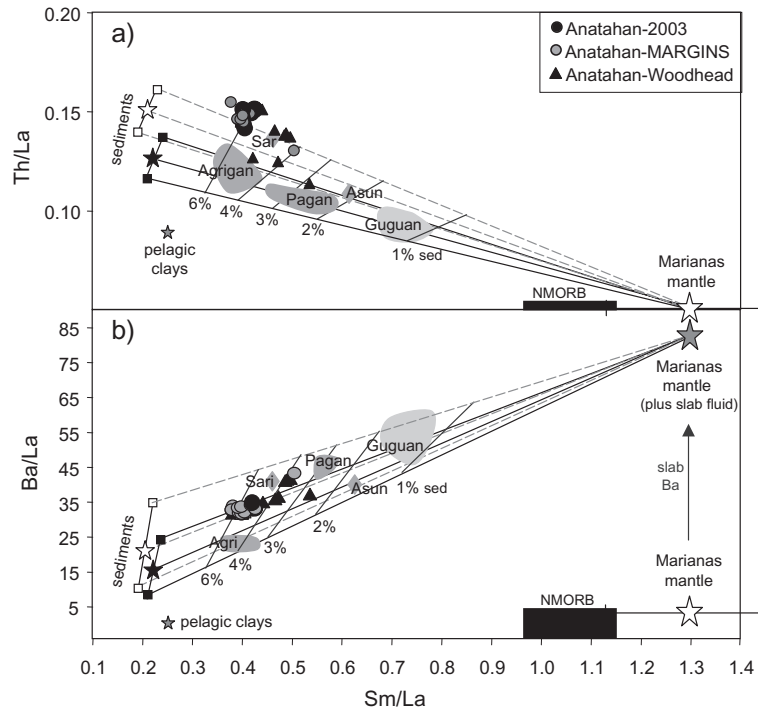 a)
Anatahan-2003
Anatahan-MARGINS
Anatahan-Woodhead
0.20
0.15
0.10
Th/La
sediments
Sar
Agrigan
Pagan
Asun
Guguan
6%
4%
3%
2%
1% sed
pelagic
clays
Marianas
mantle
NMORB
b)
85
75
65
55
45
35
25
15
5
Ba/La
Marianas
mantle
(plus slab fluid)
Guguan
Pagan
Sari
Asun
1% sed
slab
Ba
2%
Agri
3%
4%
6%
sediments
Marianas
mantle
NMORB
pelagic clays
0.1 0.2 0.3 0.4 0.5 0.6 0.7 0.8 0.9 1.0 1.1 1.2 1.3 1.4
Sm/La